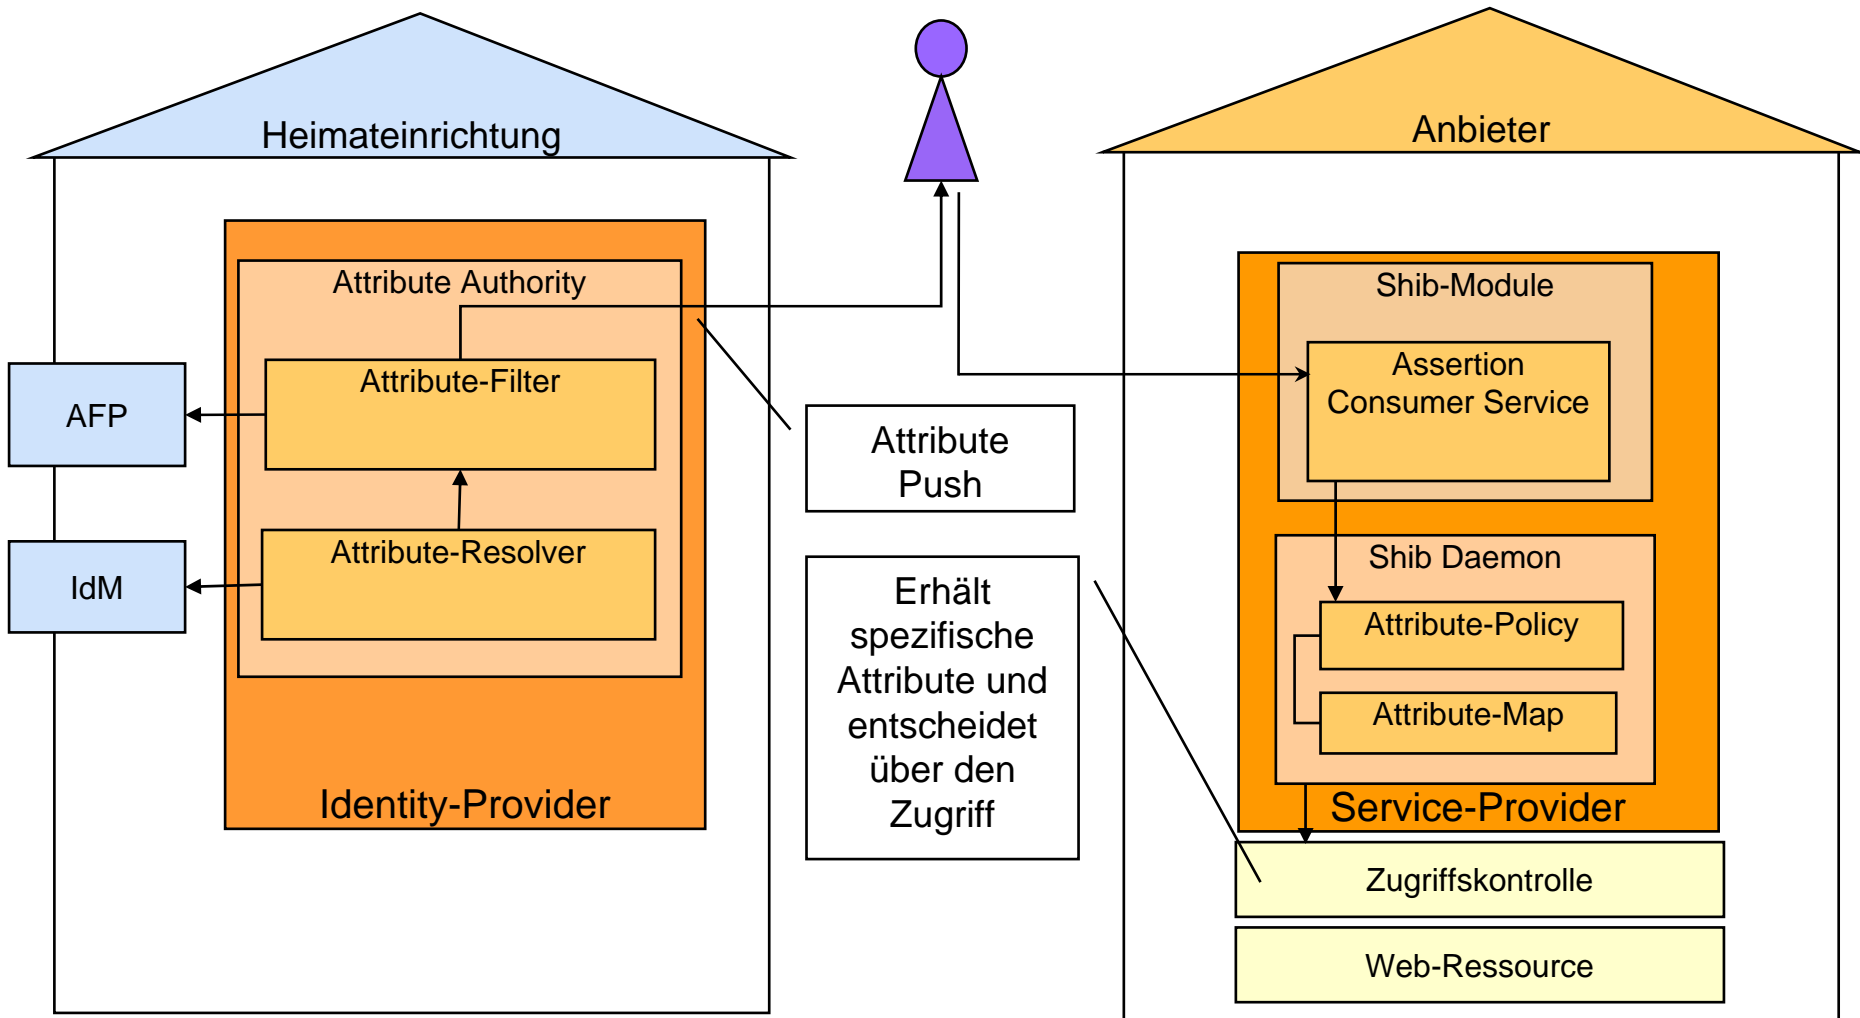 Heimateinrichtung
Attribute Authority
Attribute-Filter
AFP
Attribute-Resolver
IdM
Identity-Provider
Attribute
Push
Erhält
spezifische
Attribute und
entscheidet
über den
Zugriff
Anbieter
Shib-Module
Assertion
Consumer Service
Shib Daemon
Attribute-Policy
Attribute-Map
Service-Provider
Zugriffskontrolle
Web-Ressource